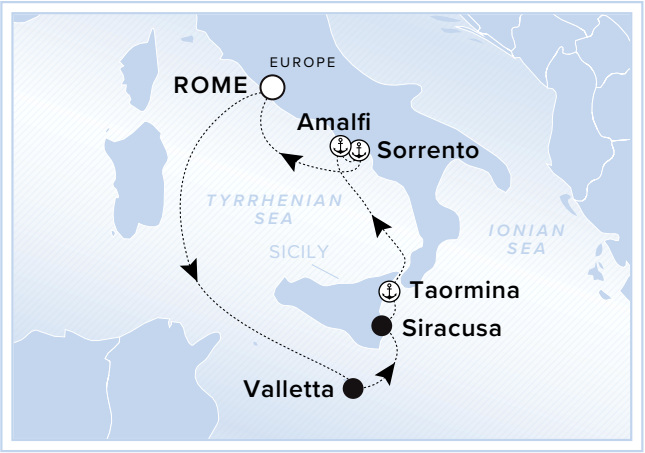 EUROPE
ROME
Amalfi
Sorrento
TYRRHENIAN
SEA
IONIAN
SEA
SICILY
Taormina
Siracusa
Valletta